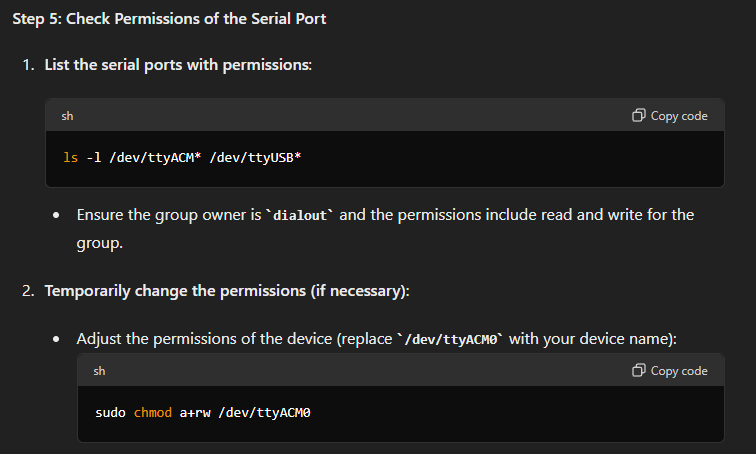 Step 5: Check Permissions of the Serial Port
1. List the serial ports with permissions:
sh
Copy code
ls -l /dev/ttyACM* /dev/ttyUSB*
• Ensure the group owner is `dialout` and the permissions include read and write for the
group.
2. Temporarily change the permissions (if necessary):
• Adjust the permissions of the device (replace `/dev/ttyACM0` with your device name):
sh
Copy code
sudo chmod a+rw /dev/ttyACM0